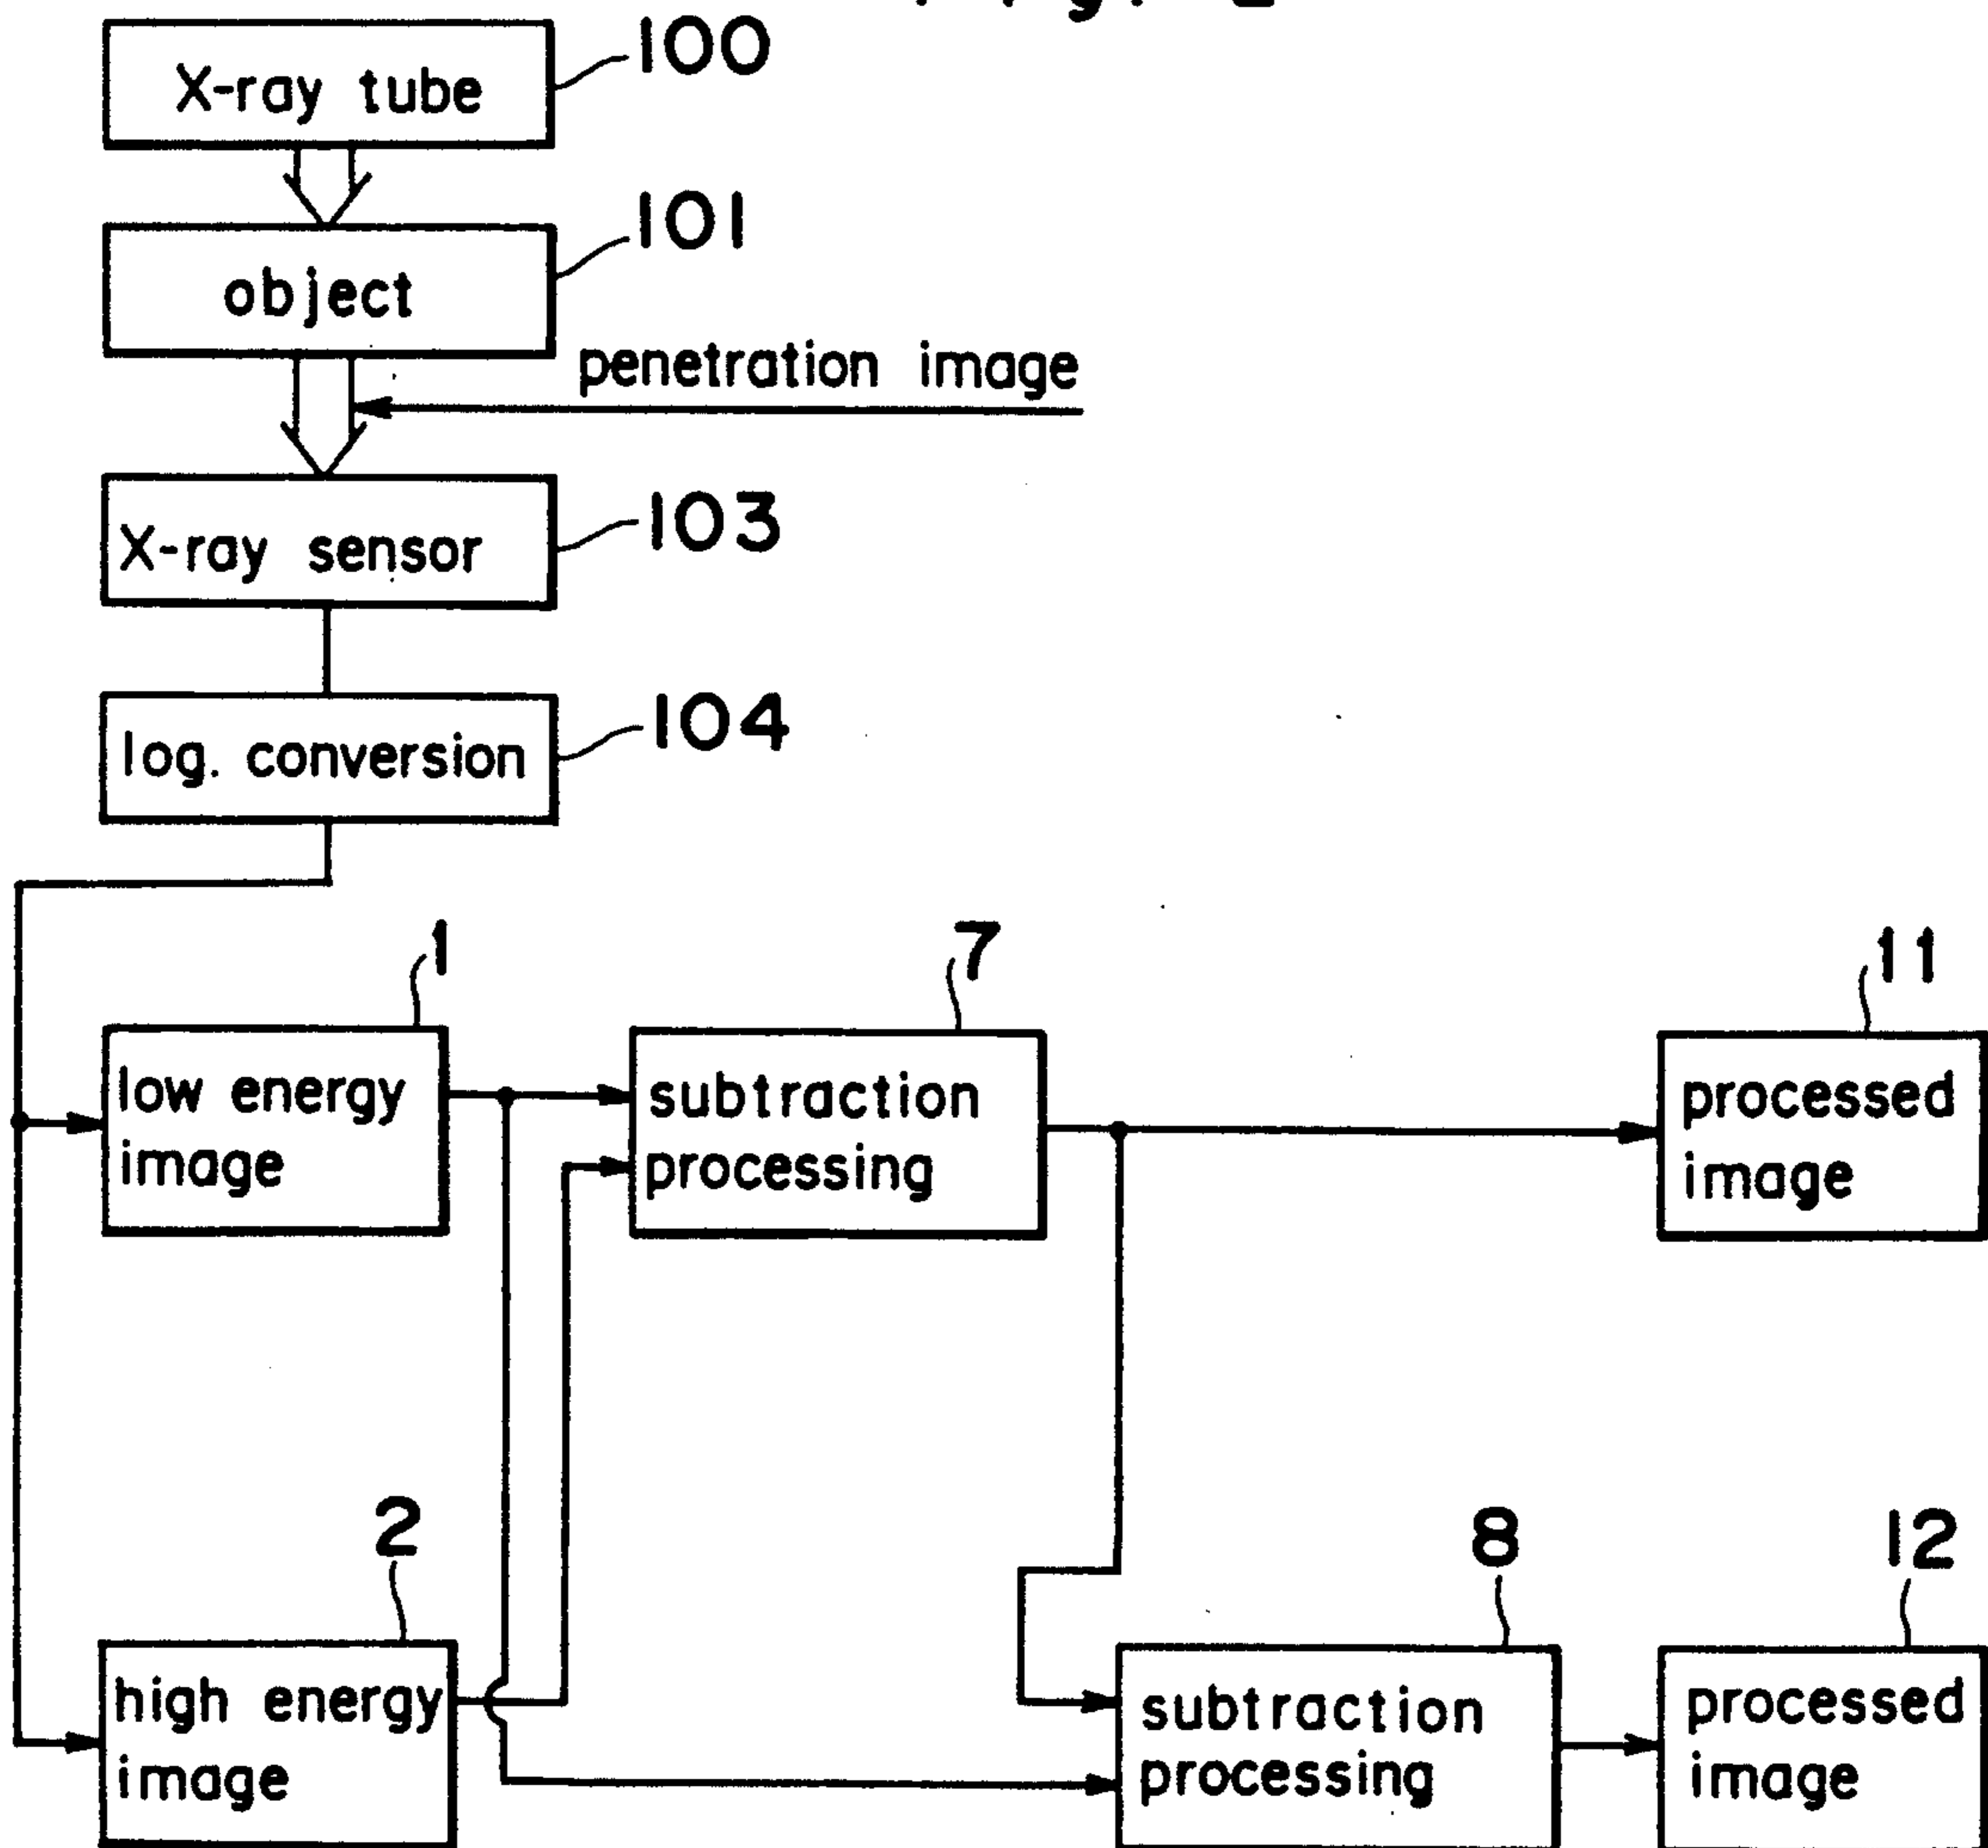 X-ray tube
100
object
101
penetration image
X-ray sensor
103
log. conversion
104
1
7
11
low energy
image
subtraction
processing
processed
image
2
8
12
high energy
image
subtraction
processing
processed
image